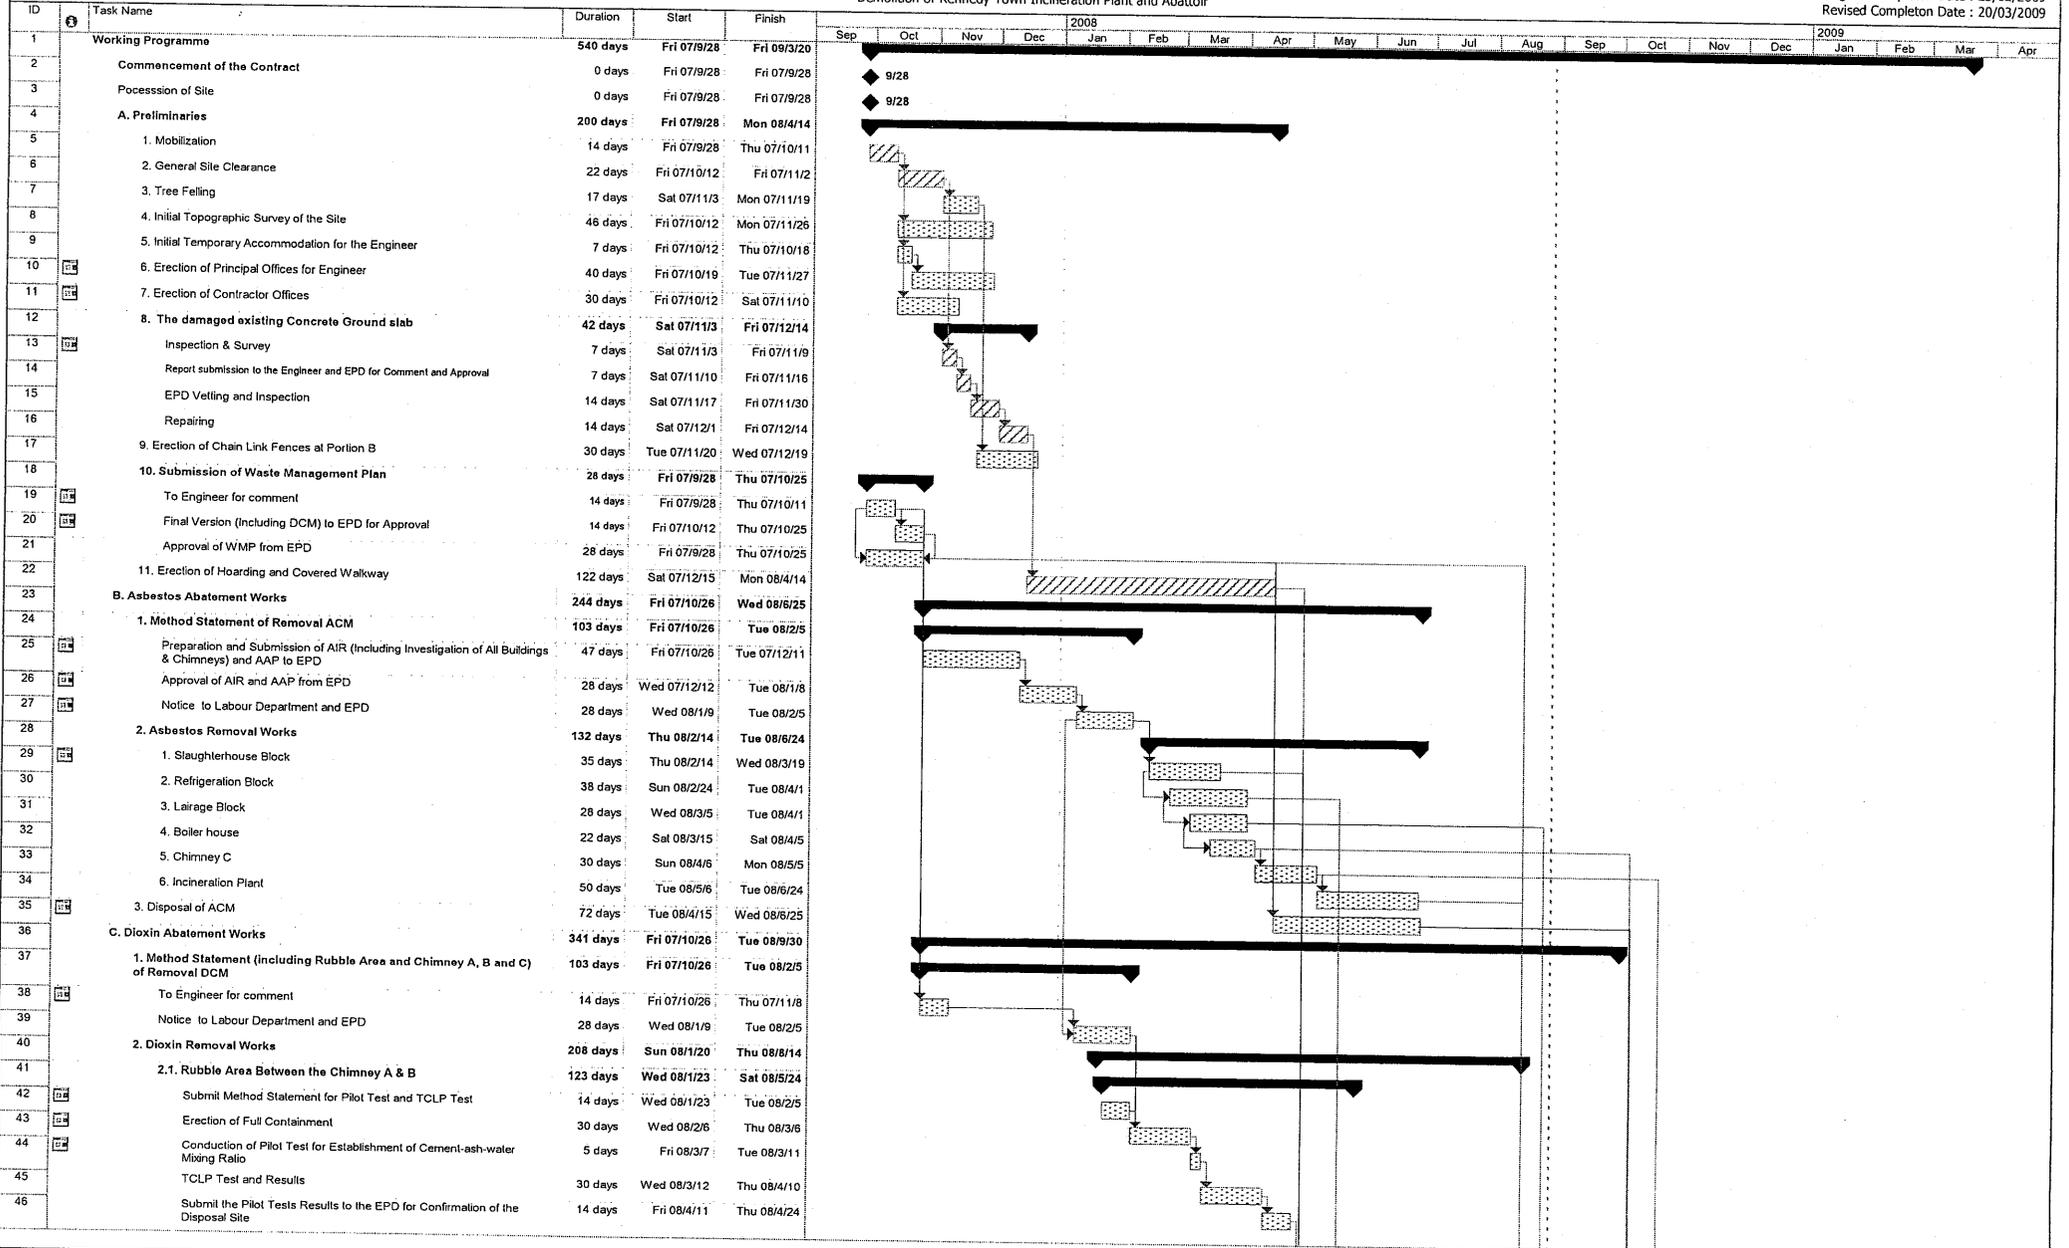 Demolition of Kennedy Town Incineration Plant and Abattoir
Revised Completon Date : 20/03/2009
ID Task Name Duration Start Finish
2008 2009
Sep Oct Nov Dec Jan Feb Mar Apr May Jun Jul Aug Sep Oct Nov Dec Jan Feb Mar Apr
1 Working Programme 540 days Fri 07/9/28 Fri 09/3/20
2 Commencement of the Contract 0 days Fri 07/9/28 Fri 07/9/28 9/28
3 Pocesssion of Site 0 days Fri 07/9/28 Fri 07/9/28 9/28
4 A. Preliminaries 200 days Fri 07/9/28 Mon 08/4/14
5 1. Mobilization 14 days Fri 07/9/28 Thu 07/10/11
6 2. General Site Clearance 22 days Fri 07/10/12 Fri 07/11/2
7 3. Tree Felling 17 days Sat 07/11/3 Mon 07/11/19
8 4. Initial Topographic Survey of the Site 46 days Fri 07/10/12 Mon 07/11/26
9 5. Initial Temporary Accommodation for the Engineer 7 days Fri 07/10/12 Thu 07/10/18
10 6. Erection of Principal Offices for Engineer 40 days Fri 07/10/19 Tue 07/11/27
11 7. Erection of Contractor Offices 30 days Fri 07/10/12 Sat 07/11/10
12 8. The damaged existing Concrete Ground slab 42 days Sat 07/11/3 Fri 07/12/14
13 Inspection & Survey 7 days Sat 07/11/3 Fri 07/11/9
14 Report submission to the Engineer and EPD for Comment and Approval 7 days Sat 07/11/10 Fri 07/11/16
15 EPD Vetting and Inspection 14 days Sat 07/11/17 Fri 07/11/30
16 Repairing 14 days Sat 07/12/1 Fri 07/12/14
17 9. Erection of Chain Link Fences at Portion B 30 days Tue 07/11/20 Wed 07/12/19
18 10. Submission of Waste Management Plan 28 days Fri 07/9/28 Thu 07/10/25
19 To Engineer for comment 14 days Fri 07/9/28 Thu 07/10/11
20 Final Version (Including DCM) to EPD for Approval 14 days Fri 07/10/12 Thu 07/10/25
21 Approval of WMP from EPD 28 days Fri 07/9/28 Thu 07/10/25
22 11. Erection of Hoarding and Covered Walkway 122 days Sat 07/12/15 Mon 08/4/14
23 B. Asbestos Abatement Works 244 days Fri 07/10/26 Wed 08/6/25
24 1. Method Statement of Removal ACM 103 days Fri 07/10/26 Tue 08/2/5
25 Preparation and Submission of AIR (Including Investigation of All Buildings 47 days Fri 07/10/26 Tue 07/12/11
& Chimneys) and AAP to EPD
26 Approval of AIR and AAP from EPD 28 days Wed 07/12/12 Tue 08/1/8
27 Notice to Labour Department and EPD 28 days Wed 08/1/9 Tue 08/2/5
28 2. Asbestos Removal Works 132 days Thu 08/2/14 Tue 08/6/24
29 1. Slaughterhouse Block 35 days Thu 08/2/14 Wed 08/3/19
30 2. Refrigeration Block 38 days Sun 08/2/24 Tue 08/4/1
31 3. Lairage Block 28 days Wed 08/3/5 Tue 08/4/1
32 4. Boiler house 22 days Sat 08/3/15 Sat 08/4/5
33 5. Chimney C 30 days Sun 08/4/6 Mon 08/5/5
34 6. Incineration Plant 50 days Tue 08/5/6 Tue 08/6/24
35 3. Disposal of ACM 72 days Tue 08/4/15 Wed 08/6/25
36 C. Dioxin Abatement Works 341 days Fri 07/10/26 Tue 08/9/30
37 1. Method Statement (including Rubble Area and Chimney A, B and C) 103 days Fri 07/10/26 Tue 08/2/5
of Removal DCM
38 To Engineer for comment 14 days Fri 07/10/26 Thu 07/11/8
39 Notice to Labour Department and EPD 28 days Wed 08/1/9 Tue 08/2/5
40 2. Dioxin Removal Works 208 days Sun 08/1/20 Thu 08/8/14
41 2.1. Rubble Area Between the Chimney A & B 123 days Wed 08/1/23 Sat 08/5/24
42 Submit Method Statement for Pilot Test and TCLP Test 14 days Wed 08/1/23 Tue 08/2/5
43 Erection of Full Containment 30 days Wed 08/2/6 Thu 08/3/6
44 Conduction of Pilot Test for Establishment of Cement-ash-water 5 days Fri 08/3/7 Tue 08/3/11
Mixing Ratio
45 TCLP Test and Results 30 days Wed 08/3/12 Thu 08/4/10
46 Submit the Pilot Tests Results to the EPD for Confirmation of the 14 days Fri 08/4/11 Thu 08/4/24
Disposal Site